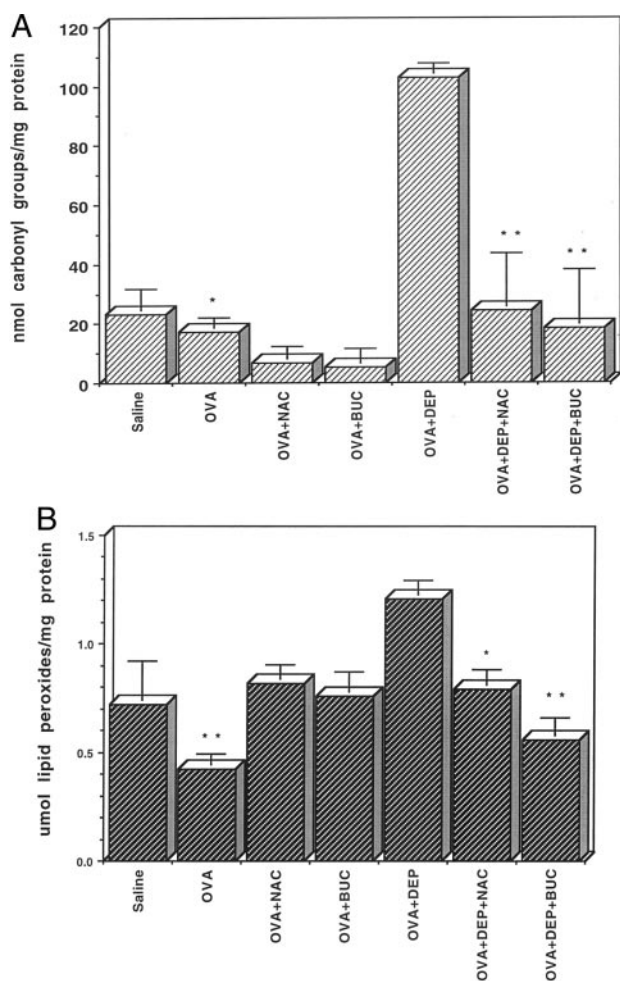 A
nmol carbonyl groups/mg protein
120
100
80
60
40
20
0
*
* *
* *
Saline
OVA
OVA+NAC
OVA+BUC
OVA+DEP
OVA+DEP+NAC
OVA+DEP+BUC
B
umol lipid peroxides/mg protein
1.5
1.0
0.5
0.0
* *
*
* *
Saline
OVA
OVA+NAC
OVA+BUC
OVA+DEP
OVA+DEP+NAC
OVA+DEP+BUC